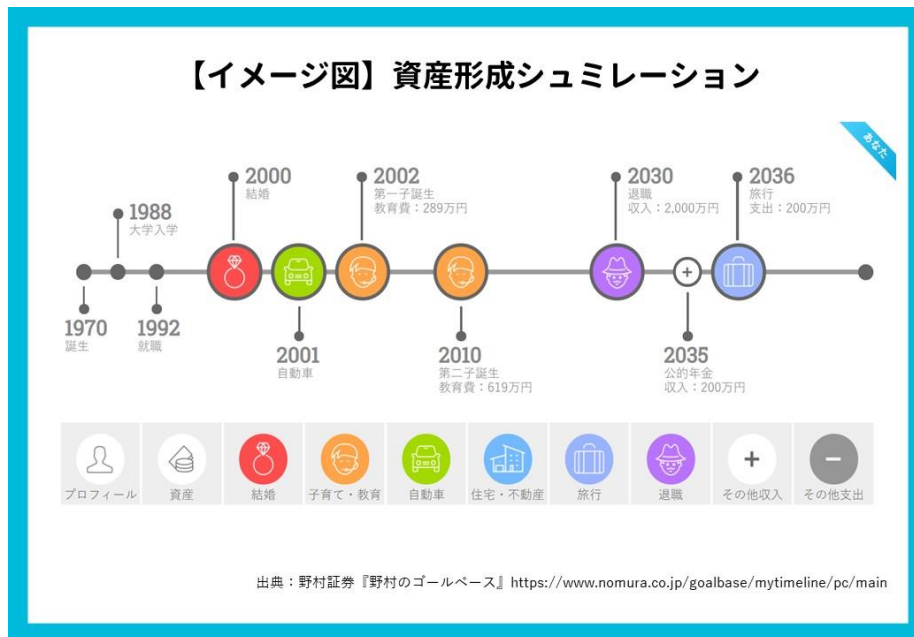 【イメージ図】資産形成シュミレーション
あなた
1988
大学入学
2000
結婚
2002
第一子誕生
教育費:289万円
2030
退職
収入:2,000万円
2036
旅行
支出:200万円
1970
誕生
1992
就職
2001
自動車
2010
第二子誕生
教育費:619万円
2035
公的年金
収入:200万円
プロフィール
資産
結婚
子育て・教育
自動車
住宅・不動産
旅行
退職
その他収入
その他支出
出典:野村証券『野村のゴールベース』https://www.nomura.co.jp/goalbase/mytimeline/pc/main